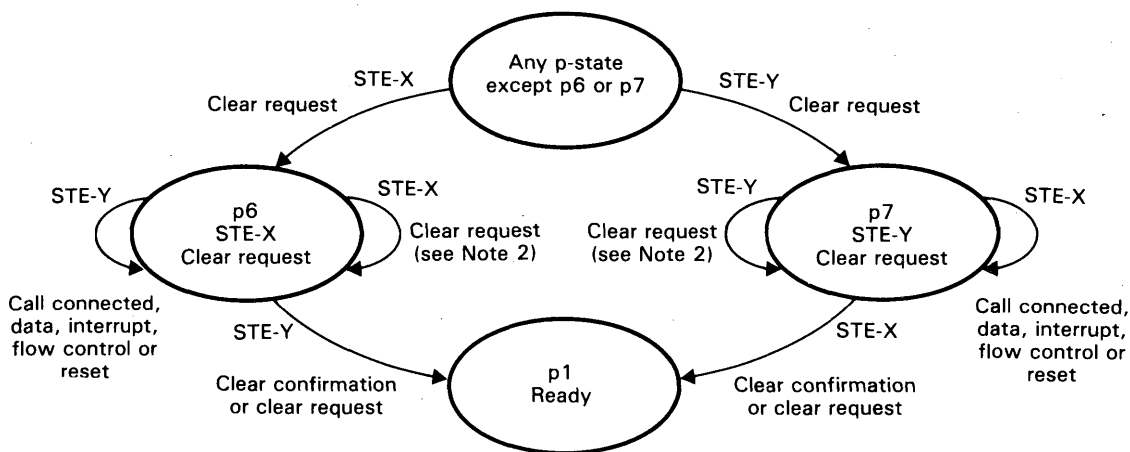 Any p-state
except p6 or p7
STE-X
Clear request
STE-Y
Clear request
STE-Y
p6
STE-X
Clear request
STE-X
Clear request
(see Note 2)
STE-Y
Clear request
(see Note 2)
p7
STE-Y
Clear request
STE-X
Call connected,
data, interrupt,
flow control or
reset
STE-Y
Clear confirmation
or clear request
p1
Ready
STE-X
Clear confirmation
or clear request
Call connected,
data, interrupt,
flow control or
reset